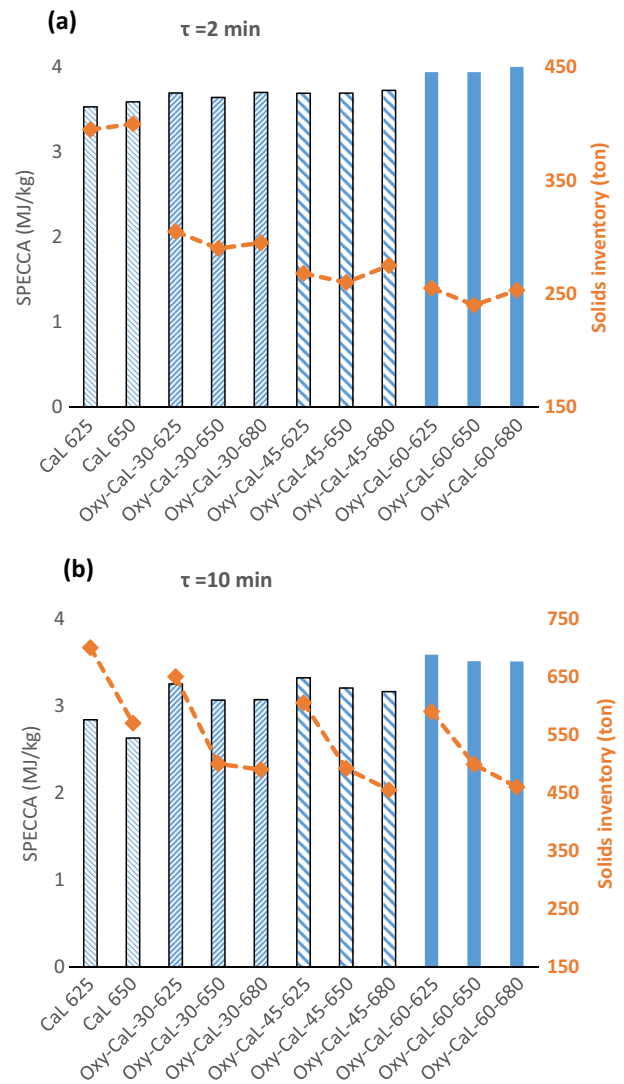 (a)
τ =2 min
SPECCA (MJ/kg)
4
3
2
1
0
450
350
250
150
Solids inventory (ton)
CaL 625
CaL 650
Oxy-CaL-30-625
Oxy-CaL-30-650
Oxy-CaL-30-680
Oxy-CaL-45-625
Oxy-CaL-45-650
Oxy-CaL-45-680
Oxy-CaL-60-625
Oxy-CaL-60-650
Oxy-CaL-60-680
(b)
τ =10 min
SPECCA (MJ/kg)
4
3
2
1
0
750
650
550
450
350
250
150
Solids inventory (ton)
CaL 625
CaL 650
Oxy-CaL-30-625
Oxy-CaL-30-650
Oxy-CaL-30-680
Oxy-CaL-45-625
Oxy-CaL-45-650
Oxy-CaL-45-680
Oxy-CaL-60-625
Oxy-CaL-60-650
Oxy-CaL-60-680